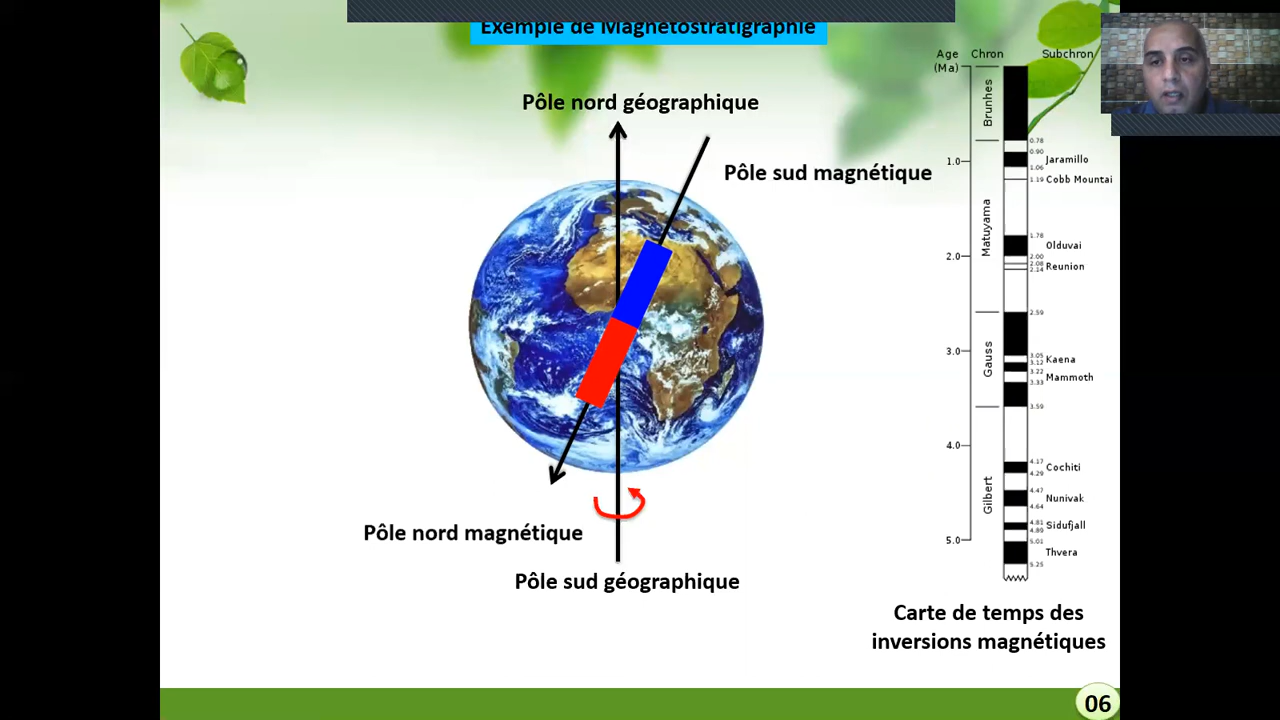 Exemple de Magnétostratigraphie
Pôle nord géographique
Pôle sud magnétique
Pôle nord magnétique
Pôle sud géographique
Age
(Ma)
Chron
Subchron
1.0
2.0
3.0
4.0
5.0
Brunhes
Matuyama
Gauss
Gilbert
0.78
0.90
Jaramillo
1.06
1.19 Cobb Mountai
1.78
Olduvai
2.00
2.08
Reunion
2.14
2.59
3.05
Kaena
3.12
3.22
Mammoth
3.33
3.59
4.17
Cochiti
4.29
4.47
Nunivak
4.64
4.81
Sidufjall
4.89
5.01
Thvera
5.25
Carte de temps des
inversions magnétiques
06